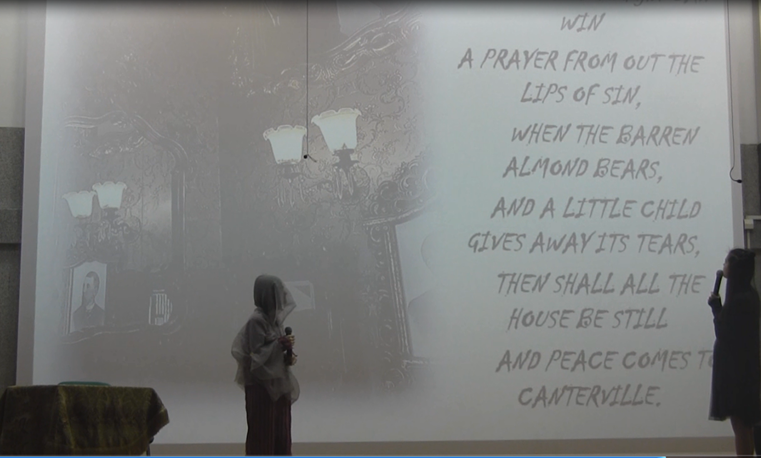 WIN
A PRAYER FROM OUT THE
LIPS OF SIN,
WHEN THE BARREN
ALMOND BEARS,
AND A LITTLE CHILD
GIVES AWAY ITS TEARS,
THEN SHALL ALL THE
HOUSE BE STILL
AND PEACE COMES TO
CANTERVILLE.